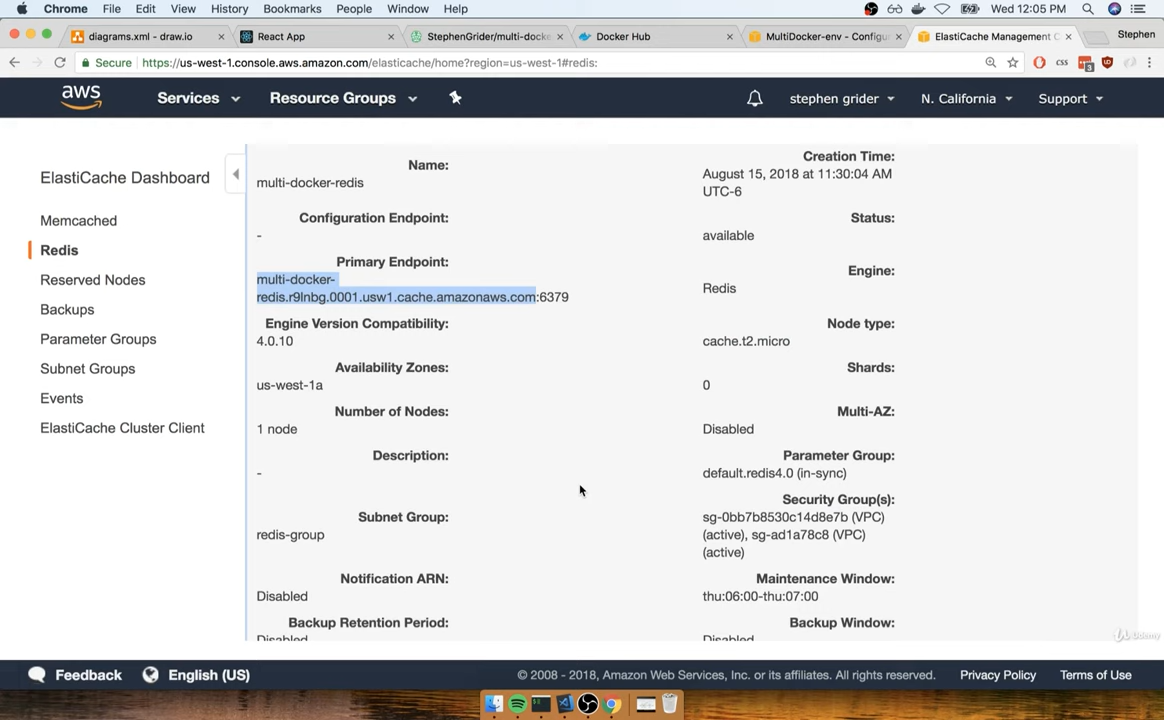 Chrome File Edit View History Bookmarks People Window Help Wed 12:05 PM
diagrams.xml - draw.io × React App × StephenGrider/multi-docke × Docker Hub × MultiDocker-env - Configur × ElastiCache Management C × Stephen
Secure https://us-west-1.console.aws.amazon.com/elasticache/home?region=us-west-1#redis: CSS 3
aws Services Resource Groups stephen grider N. California Support
ElastiCache Dashboard
Memcached
Redis
Reserved Nodes
Backups
Parameter Groups
Subnet Groups
Events
ElastiCache Cluster Client
Name:
multi-docker-redis
Configuration Endpoint:
-
Primary Endpoint:
multi-docker-
redis.r9lnbg.0001.usw1.cache.amazonaws.com:6379
Engine Version Compatibility:
4.0.10
Availability Zones:
us-west-1a
Number of Nodes:
1 node
Description:
-
Subnet Group:
redis-group
Notification ARN:
Disabled
Backup Retention Period:
Disabled
Creation Time:
August 15, 2018 at 11:30:04 AM
UTC-6
Status:
available
Engine:
Redis
Node type:
cache.t2.micro
Shards:
0
Multi-AZ:
Disabled
Parameter Group:
default.redis4.0 (in-sync)
Security Group(s):
sg-0bb7b8530c14d8e7b (VPC)
(active), sg-ad1a78c8 (VPC)
(active)
Maintenance Window:
thu:06:00-thu:07:00
Backup Window:
Disabled
Udemy
Feedback English (US) © 2008 - 2018, Amazon Web Services, Inc. or its affiliates. All rights reserved. Privacy Policy Terms of Use